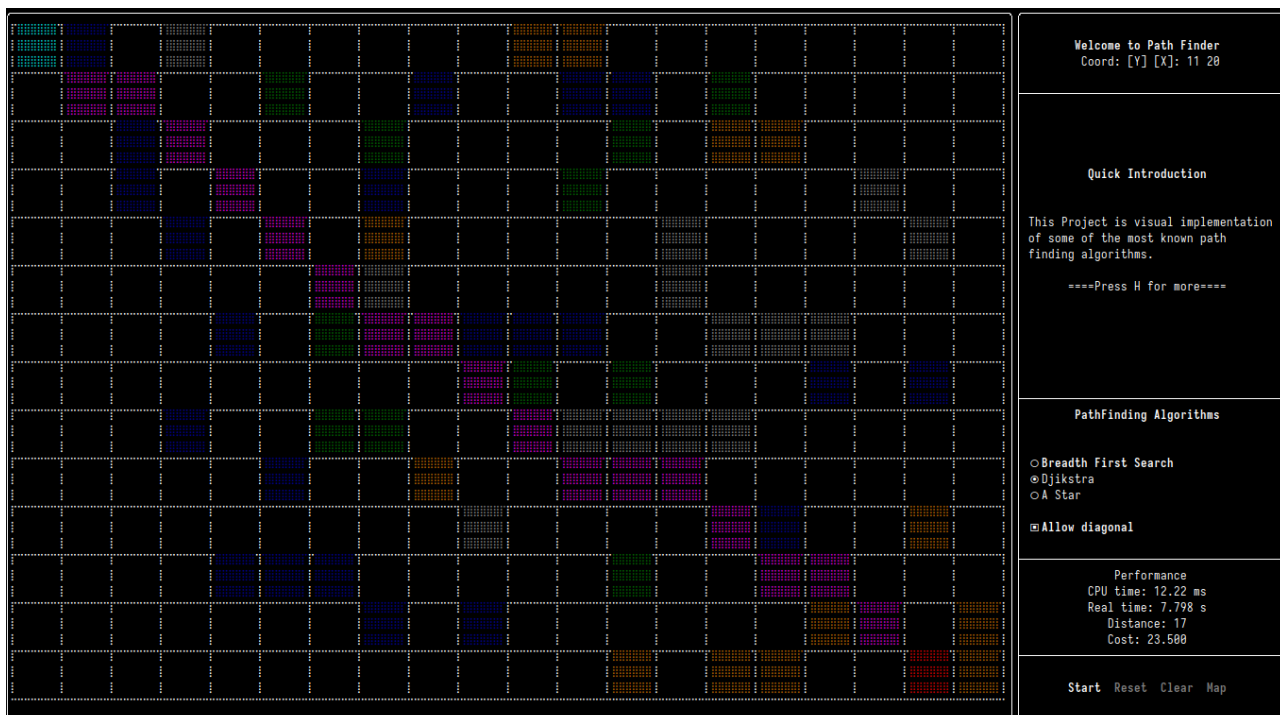 Welcome to Path Finder
Coord: [Y] [X]: 11 20
Quick Introduction
This Project is visual implementation
of some of the most known path
finding algorithms.
====Press H for more====
PathFinding Algorithms
Breadth First Search
Djikstra
A Star
Allow diagonal
Performance
CPU time: 12.22 ms
Real time: 7.798 s
Distance: 17
Cost: 23.500
Start Reset Clear Map